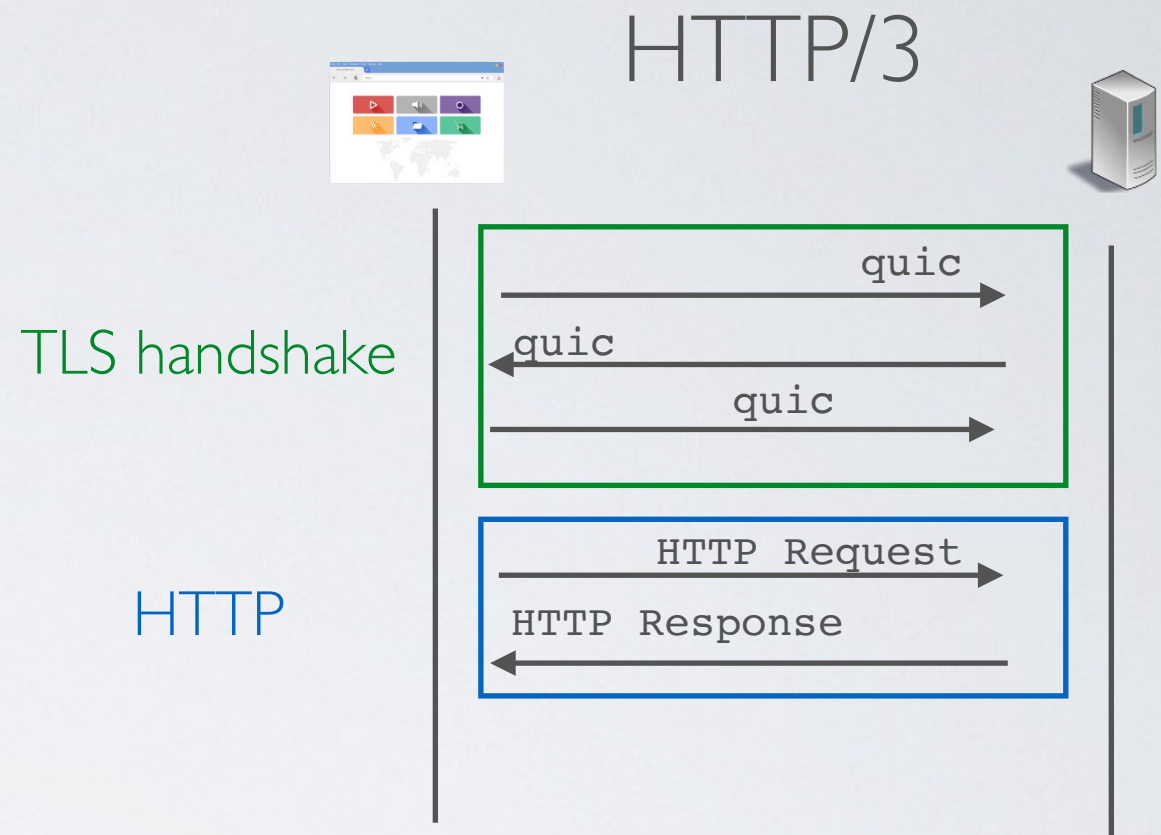 HTTP/3
quic
TLS handshake
quic
quic
HTTP Request
HTTP
HTTP Response